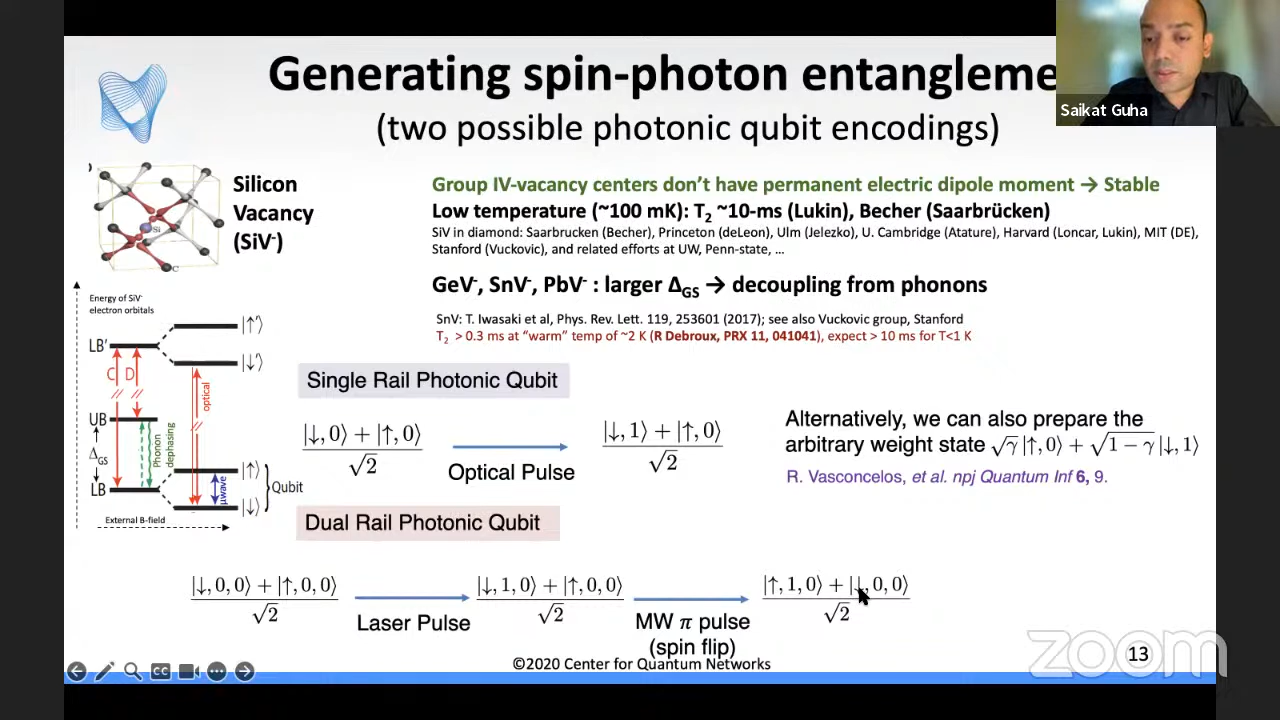 Generating spin-photon entangleme
(two possible photonic qubit encodings)
Saikat Guha
Silicon
Vacancy
(SiV⁻)
Si
C
Group IV-vacancy centers don’t have permanent electric dipole moment → Stable
Low temperature (~100 mK): T₂ ~10-ms (Lukin), Becher (Saarbrücken)
SiV in diamond: Saarbrucken (Becher), Princeton (deLeon), Ulm (Jelezko), U. Cambridge (Atature), Harvard (Loncar, Lukin), MIT (DE),
Stanford (Vuckovic), and related efforts at UW, Penn-state, …
GeV⁻, SnV⁻, PbV⁻ : larger Δ_GS → decoupling from phonons
SnV: T. Iwasaki et al, Phys. Rev. Lett. 119, 253601 (2017); see also Vuckovic group, Stanford
T₂ > 0.3 ms at “warm” temp of ~2 K (R Debroux, PRX 11, 041041), expect > 10 ms for T<1 K
Energy of SiV⁻
electron orbitals
|↑′⟩
LB’
|↓′⟩
C D
optical
UB
Δ_GS
Phonon
dephasing
|↑⟩
LB
μwave
Qubit
|↓⟩
External B-field
Single Rail Photonic Qubit
(|↓,0⟩ + |↑,0⟩)/√2
Optical Pulse
(|↓,1⟩ + |↑,0⟩)/√2
Alternatively, we can also prepare the
arbitrary weight state √γ |↑,0⟩ + √(1−γ) |↓,1⟩
R. Vasconcelos, et al. npj Quantum Inf 6, 9.
Dual Rail Photonic Qubit
(|↓,0,0⟩ + |↑,0,0⟩)/√2
Laser Pulse
(|↓,1,0⟩ + |↑,0,0⟩)/√2
MW π pulse
(spin flip)
(|↑,1,0⟩ + |↓,0,0⟩)/√2
©2020 Center for Quantum Networks
13
zoom
CC